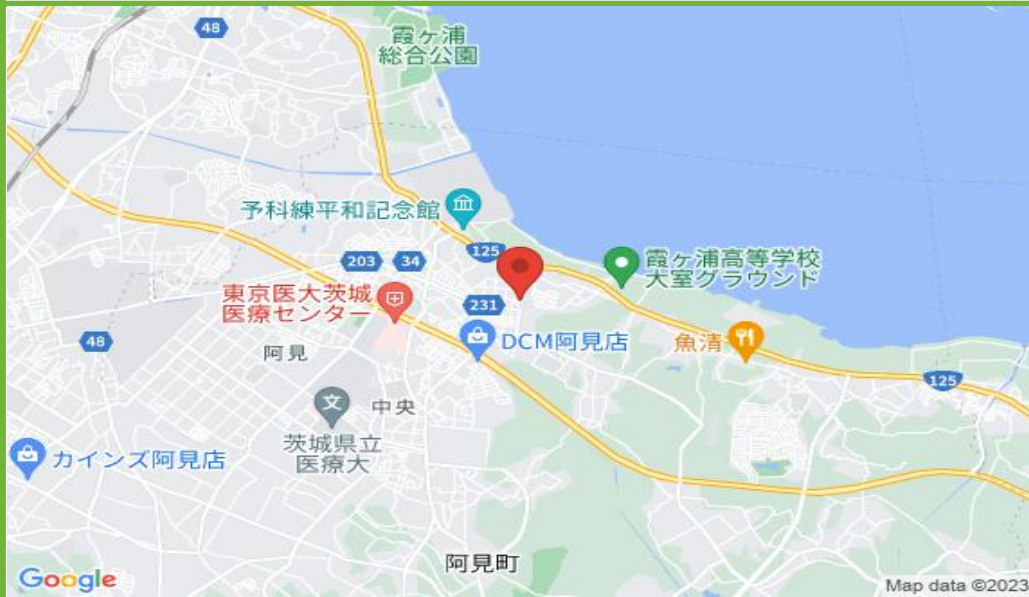 48
霞ヶ浦
総合公園
予科練平和記念館
125
霞ヶ浦高等学校
大室グラウンド
203
34
東京医大茨城
医療センター
231
48
阿見
DCM阿見店
魚清
125
中央
茨城県立
医療大
カインズ阿見店
阿見町
Google
Map data ©2023